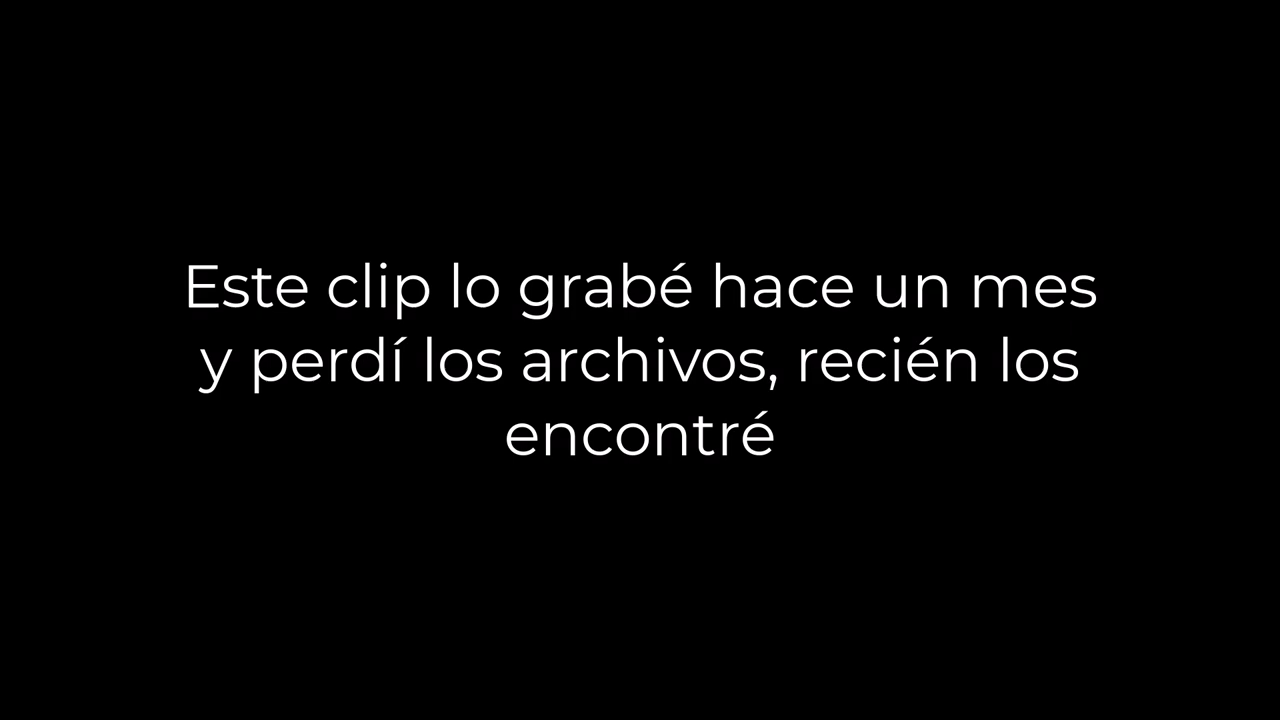 Este clip lo grabé hace un mes
y perdí los archivos, recién los
encontré